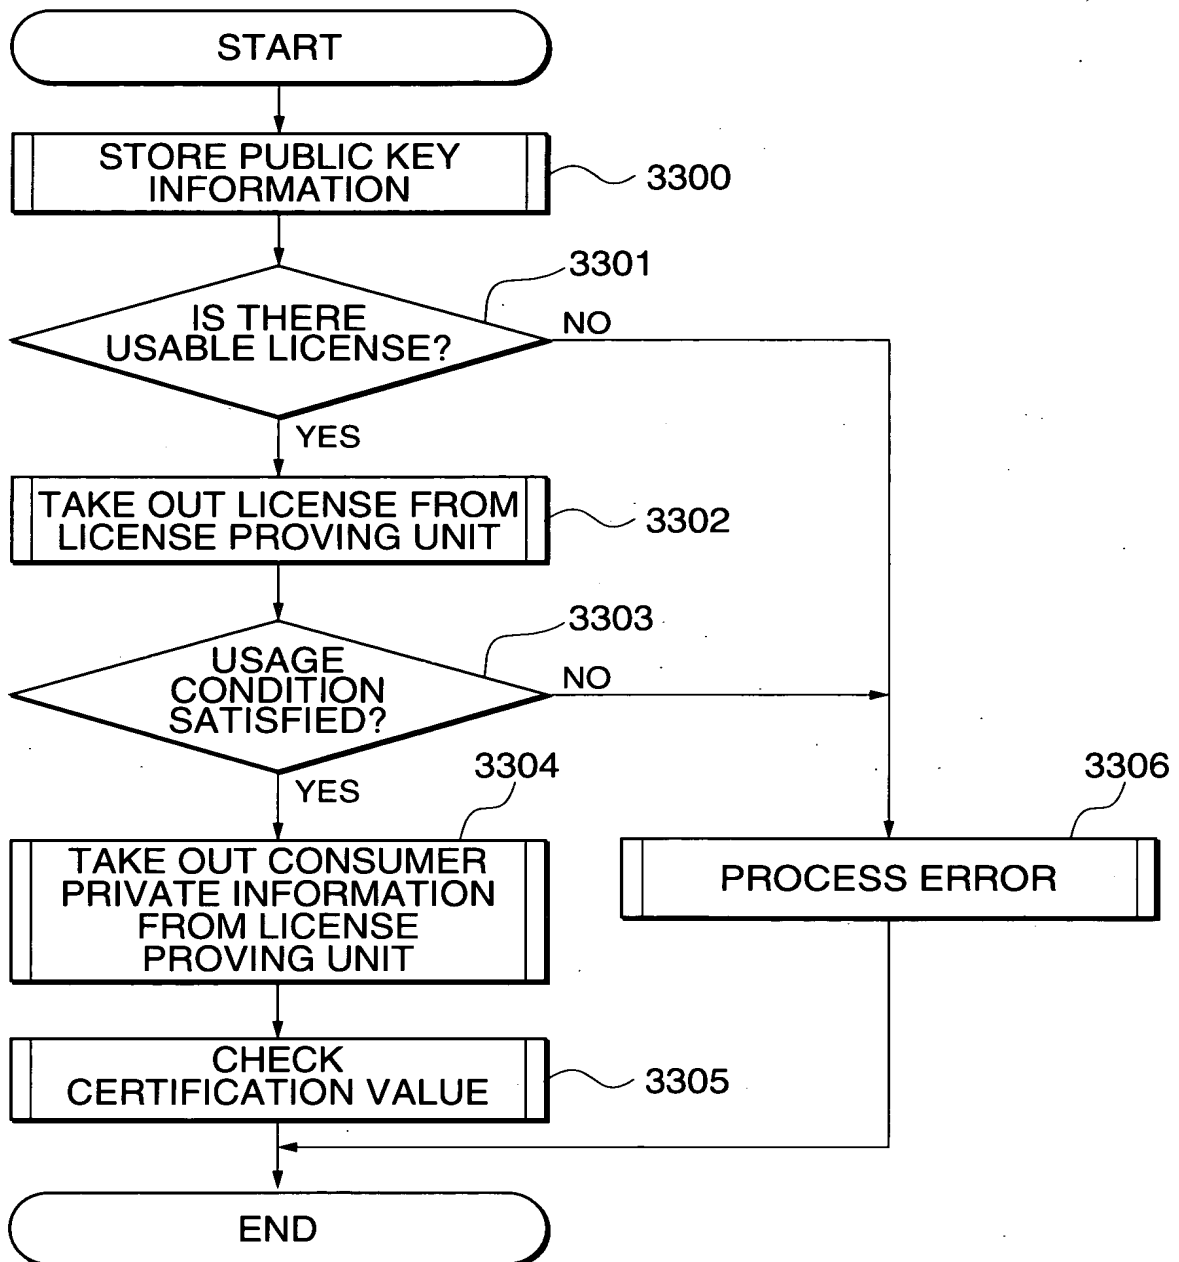 START
STORE PUBLIC KEY
INFORMATION
3300
3301
IS THERE
USABLE LICENSE?
NO
YES
TAKE OUT LICENSE FROM
LICENSE PROVING UNIT
3302
3303
USAGE
CONDITION
SATISFIED?
NO
YES
3304
TAKE OUT CONSUMER
PRIVATE INFORMATION
FROM LICENSE
PROVING UNIT
3306
PROCESS ERROR
CHECK
CERTIFICATION VALUE
3305
END